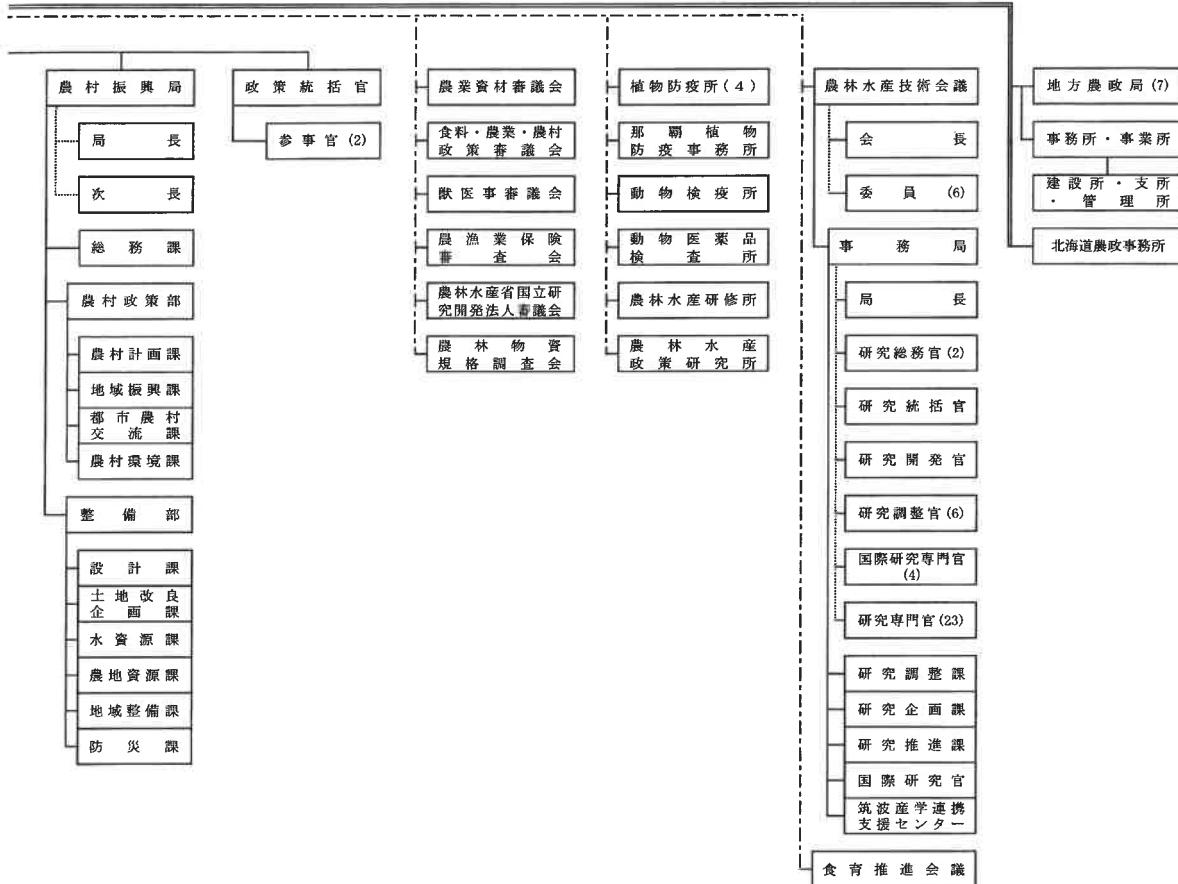 農村振興局
局長
次長
総務課
農村政策部
農村計画課
地域振興課
都市農村
交流課
農村環境課
整備部
設計課
土地改良
企画課
水資源課
農地資源課
地域整備課
防災課
政策統括官
参事官(2)
農業資材審議会
食料・農業・農村
政策審議会
獣医事審議会
農漁業保険
審査会
農林水産省国立研
究開発法人審議会
農林物資
規格調査会
植物防疫所(4)
那覇植物
防疫事務所
動物検疫所
動物医薬品
検査所
農林水産研修所
農林水産
政策研究所
農林水産技術会議
会長
委員(6)
事務局
局長
研究総務官(2)
研究統括官
研究開発官
研究調整官(6)
国際研究専門官
(4)
研究専門官(23)
研究調整課
研究企画課
研究推進課
国際研究官
筑波産学連携
支援センター
食育推進会議
地方農政局(7)
事務所・事業所
建設所・支所
・管理所
北海道農政事務所